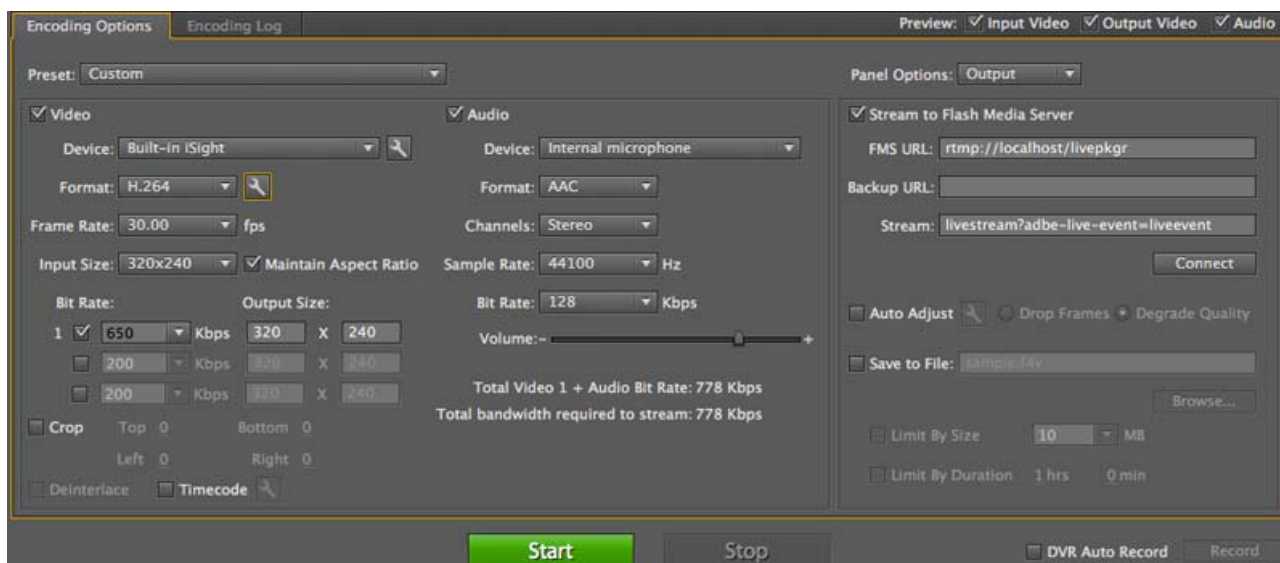 Encoding Options Encoding Log Preview: Input Video Output Video Audio
Preset: Custom Panel Options: Output
Video Audio Stream to Flash Media Server
Device: Built-in iSight Device: Internal microphone FMS URL: rtmp://localhost/livepkgr
Format: H.264 Format: AAC Backup URL:
Frame Rate: 30.00 fps Channels: Stereo Stream: livestream?adbe-live-event=liveevent
Input Size: 320x240 Maintain Aspect Ratio Sample Rate: 44100 Hz Connect
Bit Rate: Output Size: Bit Rate: 128 Kbps Auto Adjust Drop Frames Degrade Quality
1 650 Kbps 320 X 240 Volume: - +
200 Kbps 320 X 240 Save to File: sample.f4v
200 Kbps 320 X 240 Total Video 1 + Audio Bit Rate: 778 Kbps Browse...
Total bandwidth required to stream: 778 Kbps
Crop Top 0 Bottom 0 Limit By Size 10 MB
Left 0 Right 0 Limit By Duration 1 hrs 0 min
Deinterlace Timecode
Start Stop DVR Auto Record Record